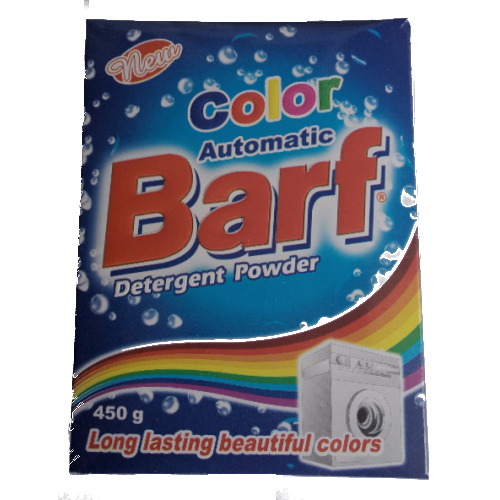 New
Color
Automatic
Barf®
Detergent Powder
450 g
Long lasting beautiful colors